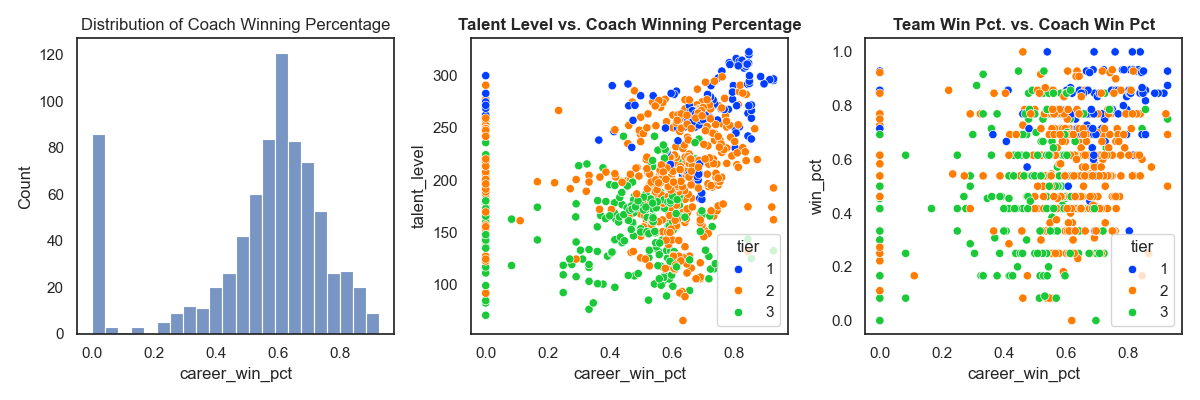 Distribution of Coach Winning Percentage
Count
120
100
80
60
40
20
0
0.0 0.2 0.4 0.6 0.8
career_win_pct
Talent Level vs. Coach Winning Percentage
talent_level
300
250
200
150
100
0.0 0.2 0.4 0.6 0.8
career_win_pct
tier
1
2
3
Team Win Pct. vs. Coach Win Pct
win_pct
1.0
0.8
0.6
0.4
0.2
0.0
0.0 0.2 0.4 0.6 0.8
career_win_pct
tier
1
2
3